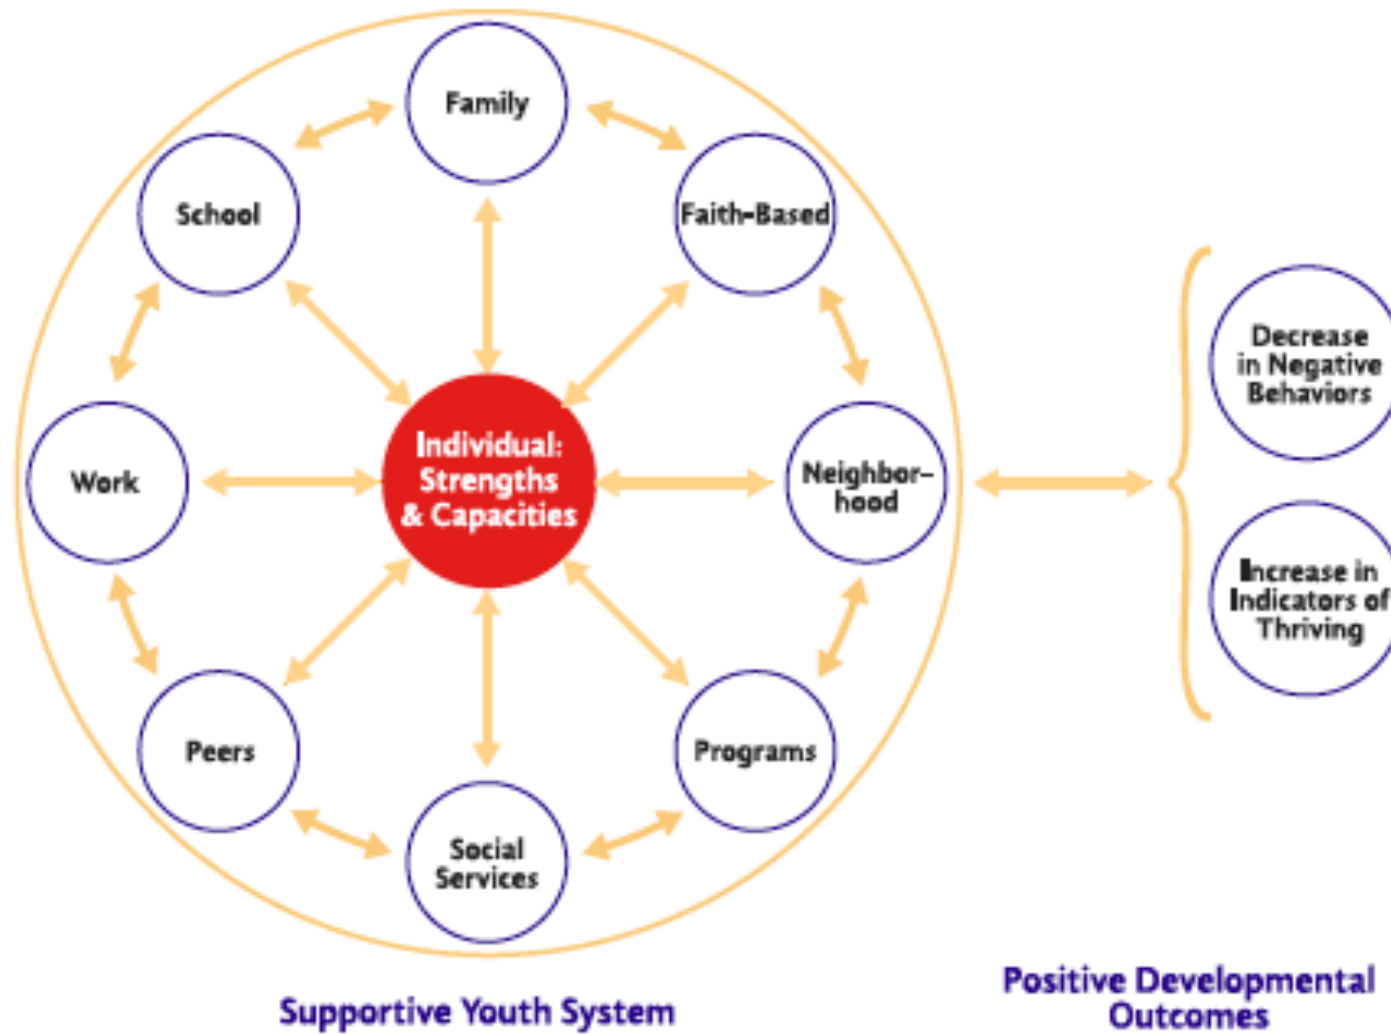 Family
School
Faith-Based
Work
Individual:
Strengths
& Capacities
Neighbor-
hood
Peers
Programs
Social
Services
Decrease
in Negative
Behaviors
Increase in
Indicators of
Thriving
Supportive Youth System
Positive Developmental
Outcomes